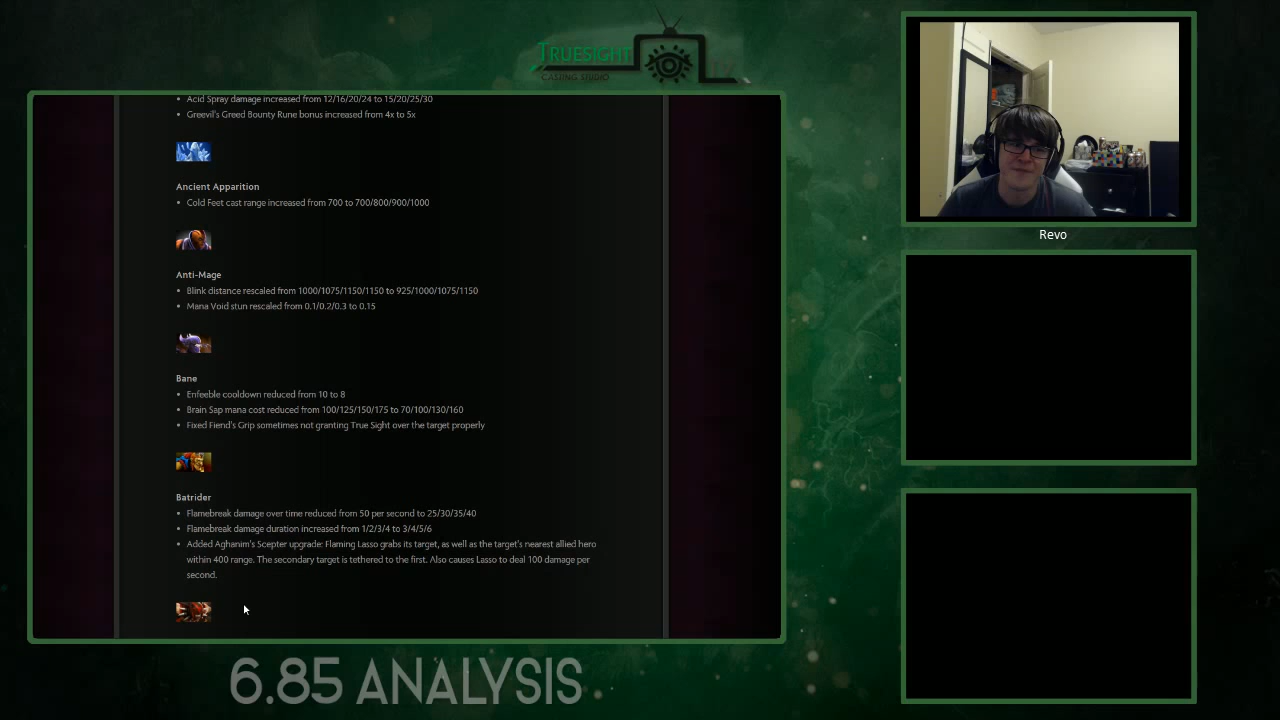 TRUESIGHT
CASTING STUDIO
Acid Spray damage increased from 12/16/20/24 to 15/20/25/30
Greevil's Greed Bounty Rune bonus increased from 4x to 5x
Ancient Apparition
Cold Feet cast range increased from 700 to 700/800/900/1000
Anti-Mage
Blink distance rescaled from 1000/1075/1150/1150 to 925/1000/1075/1150
Mana Void stun rescaled from 0.1/0.2/0.3 to 0.15
Bane
Enfeeble cooldown reduced from 10 to 8
Brain Sap mana cost reduced from 100/125/150/175 to 70/100/130/160
Fixed Fiend's Grip sometimes not granting True Sight over the target properly
Batrider
Flamebreak damage over time reduced from 50 per second to 25/30/35/40
Flamebreak damage duration increased from 1/2/3/4 to 3/4/5/6
Added Aghanim's Scepter upgrade: Flaming Lasso grabs its target, as well as the target's nearest allied hero
within 400 range. The secondary target is tethered to the first. Also causes Lasso to deal 100 damage per
second.
Revo
6.85 ANALYSIS